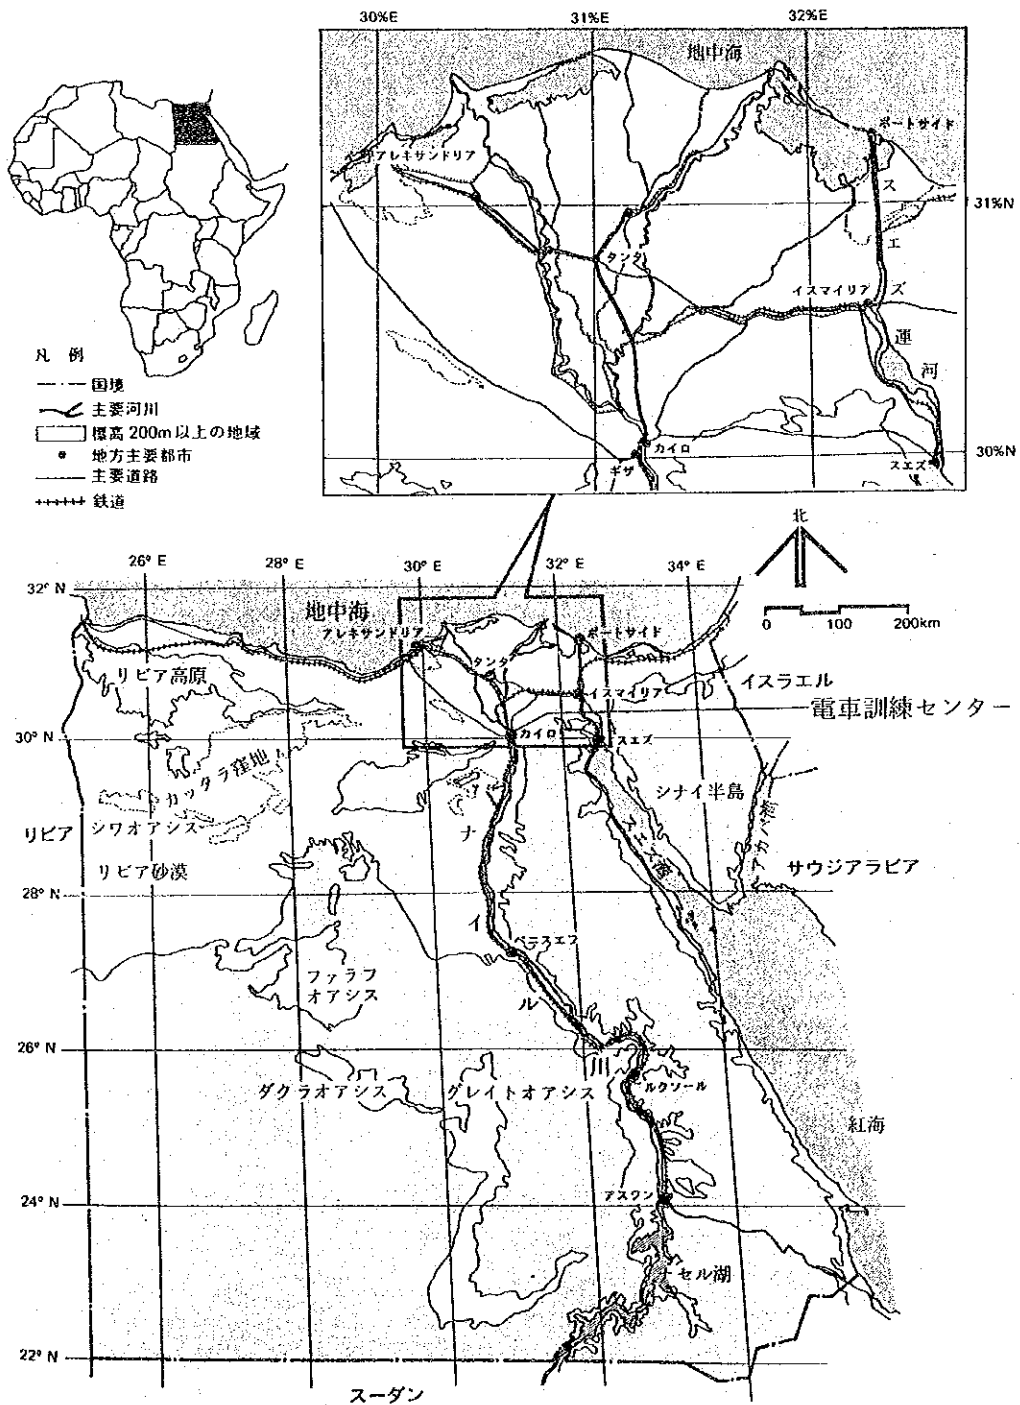 30%E 31%E 32%E
地中海
アレキサンドリア
ポートサイド
31%N
タンタ
スエズ運河
イスマイリア
カイロ
ギザ
スエズ
30%N
凡 例
国境
主要河川
標高 200m 以上の地域
地方主要都市
主要道路
鉄道
北
0 100 200km
26° E 28° E 30° E 32° E 34° E
32° N
地中海
アレキサンドリア
ポートサイド
タンタ
リビア高原
イスマイリア
イスラエル
電車訓練センター
30° N
カイロ
スエズ
カッタラ窪地
シナイ半島
アカバ湾
スエズ湾
リビア
シワオアシス
リビア砂漠
サウジアラビア
28° N
ナイル川
ベニスエフ
ファラフ
オアシス
26° N
ダクラオアシス
グレイトオアシス
ルクソール
紅海
24° N
アスワン
ナセル湖
22° N
スーダン